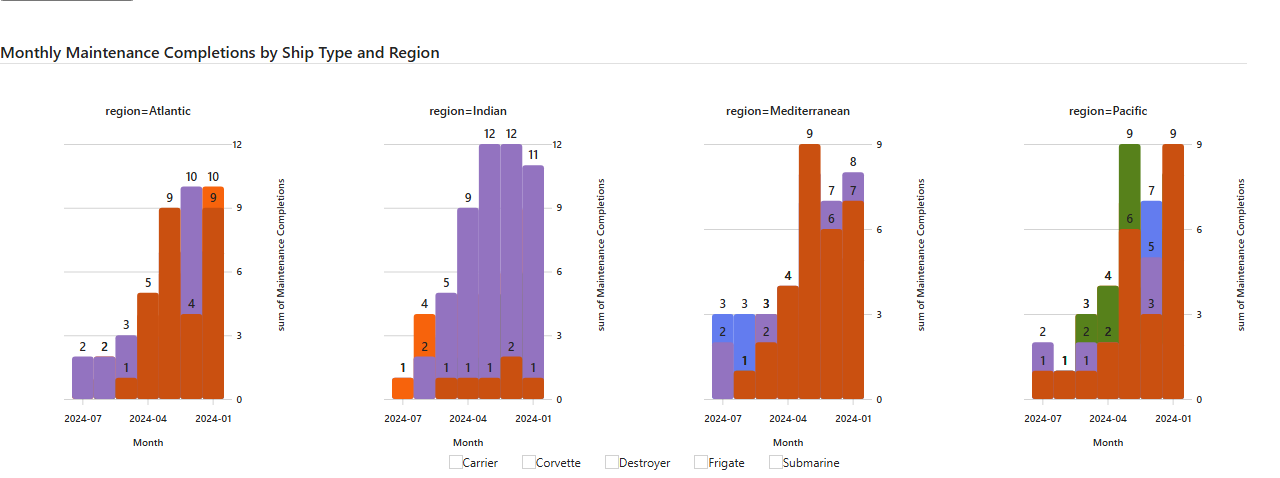 Monthly Maintenance Completions by Ship Type and Region
region=Atlantic
12
10 10
9 9
9
5
6
4
3
3
2 2
1
0
2024-07 2024-04 2024-01
Month
sum of Maintenance Completions
region=Indian
12 12
12
11
9
9
6
5
4
3
2 2
1 1 1 1 1
0
2024-07 2024-04 2024-01
Month
sum of Maintenance Completions
region=Mediterranean
9
9
8
7 7
6
6
4
3 3 3
3
2 2
1
0
2024-07 2024-04 2024-01
Month
sum of Maintenance Completions
region=Pacific
9 9
9
7
6
6
5
4
3 3
3
2 2 2
1 1 1
0
2024-07 2024-04 2024-01
Month
sum of Maintenance Completions
Carrier Corvette Destroyer Frigate Submarine